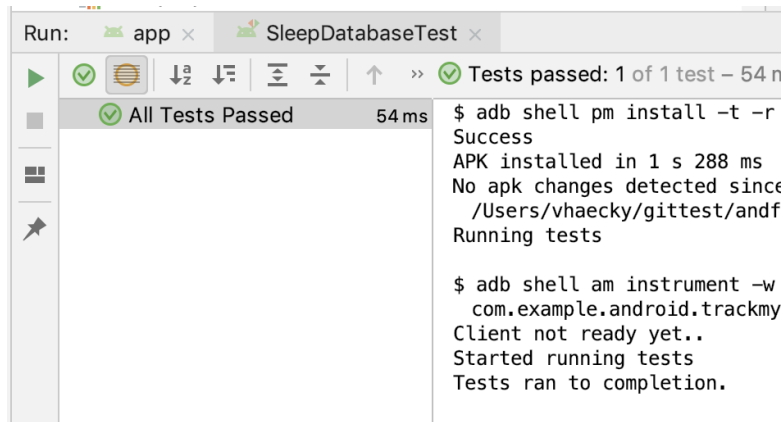 Run: app × SleepDatabaseTest ×
» Tests passed: 1 of 1 test – 54 m
All Tests Passed 54 ms
$ adb shell pm install -t -r
Success
APK installed in 1 s 288 ms
No apk changes detected since
/Users/vhaecky/gittest/andf
Running tests
$ adb shell am instrument -w
com.example.android.trackmy
Client not ready yet..
Started running tests
Tests ran to completion.